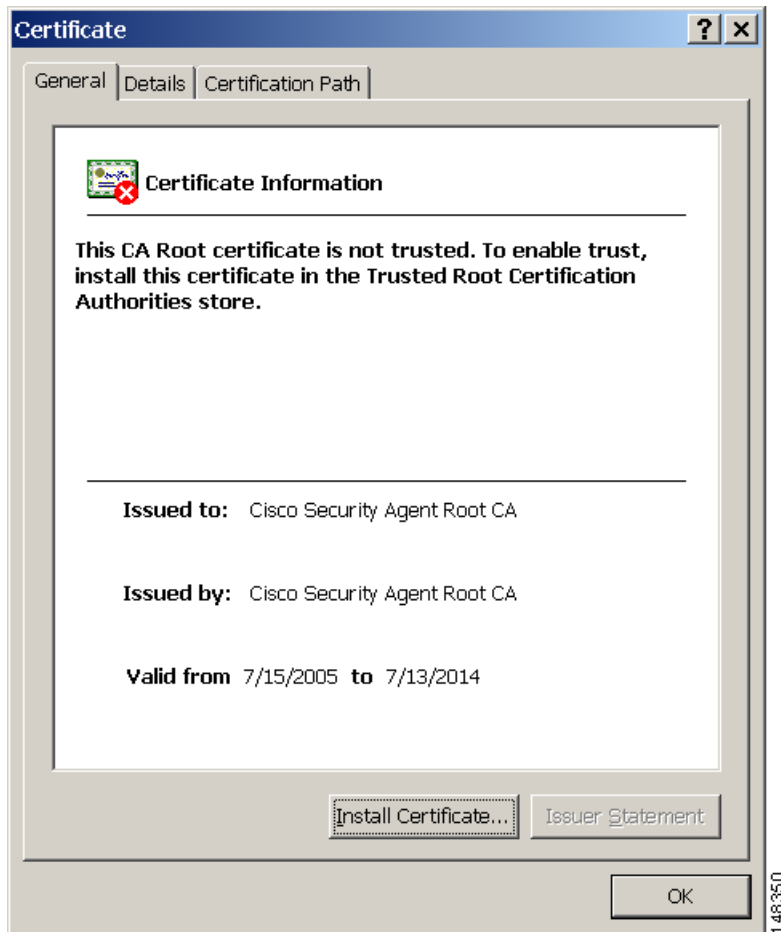 Certificate
General Details Certification Path
Certificate Information
This CA Root certificate is not trusted. To enable trust,
install this certificate in the Trusted Root Certification
Authorities store.
Issued to: Cisco Security Agent Root CA
Issued by: Cisco Security Agent Root CA
Valid from 7/15/2005 to 7/13/2014
Install Certificate... Issuer Statement
OK
148350